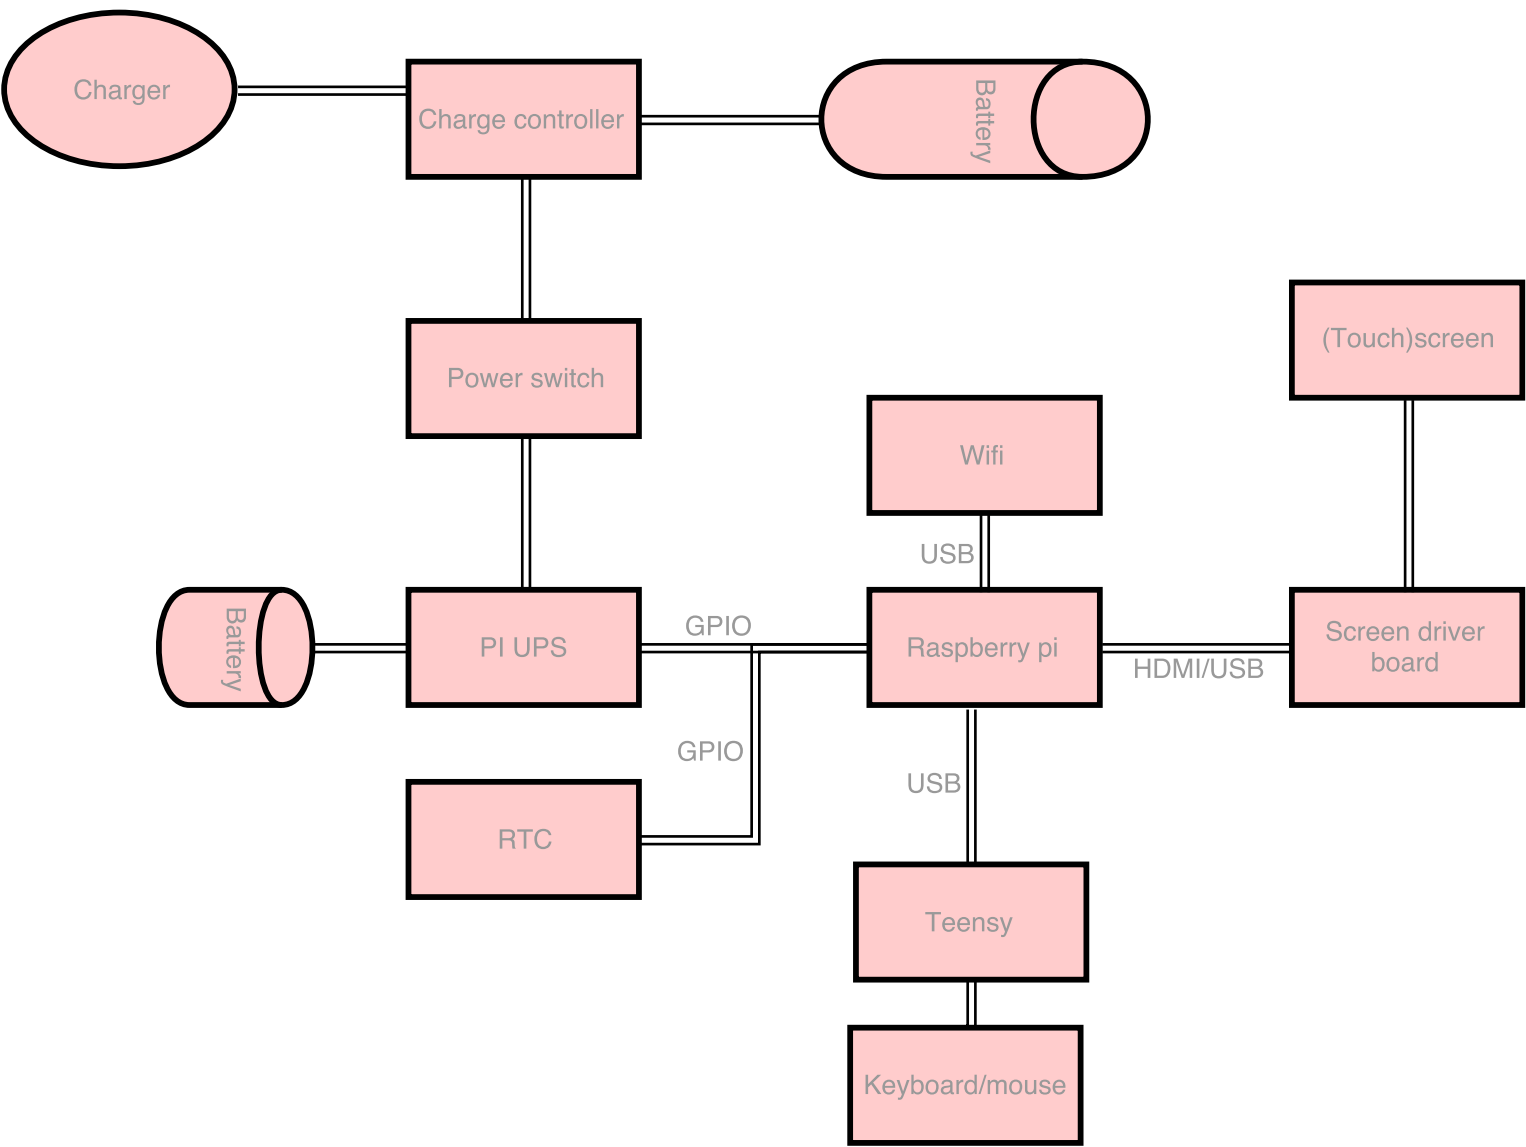 Charger
Charge controller
Battery
(Touch)screen
Power switch
Wifi
USB
Battery
PI UPS
GPIO
Raspberry pi
HDMI/USB
Screen driver
board
GPIO
USB
RTC
Teensy
Keyboard/mouse